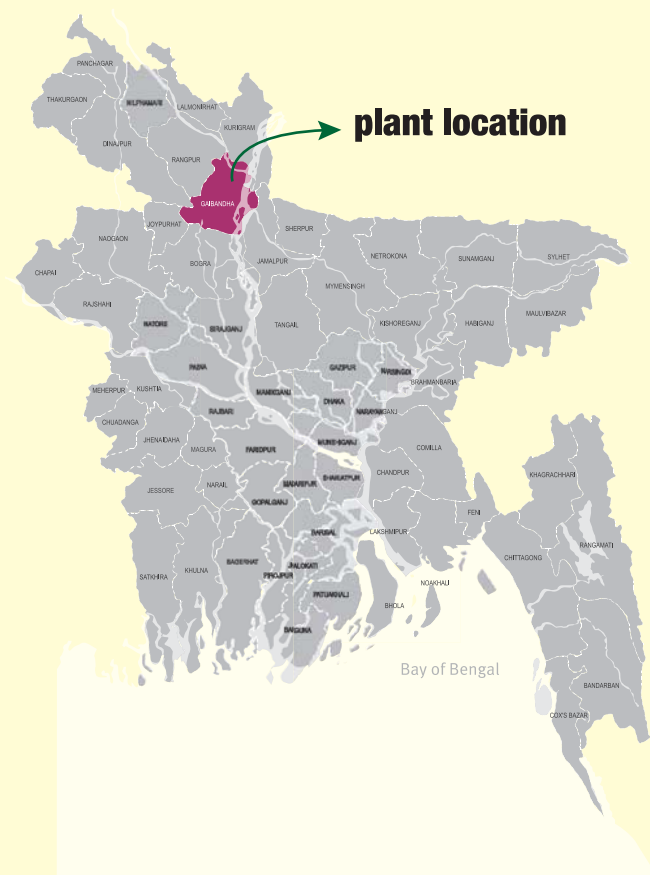 PANCHAGAR
THAKURGAON
NILPHAMARI
LALMONIRHAT
plant location
KURIGRAM
DINAJPUR
RANGPUR
GAIBANDHA
JOYPURHAT
SHERPUR
NAOGAON
NETROKONA
SUNAMGANJ
SYLHET
BOGRA
JAMALPUR
CHAPAI
MYMENSINGH
RAJSHAHI
MAULVIBAZAR
NATORE
SIRAJGANJ
TANGAIL
KISHOREGANJ
HABIGANJ
PABNA
GAZIPUR
NARSINGDI
BRAHMANBARIA
MEHERPUR
KUSHTIA
MANIKGANJ
DHAKA
RAJBARI
NARAYANGANJ
CHUADANGA
JHENAIDAHA
MUNSHIGANJ
MAGURA
FARIDPUR
COMILLA
CHANDPUR
KHAGRACHHARI
SHARIATPUR
MADARIPUR
NARAIL
JESSORE
GOPALGANJ
FENI
LAKSHMIPUR
BARISAL
RANGAMATI
CHITTAGONG
BAGERHAT
JHALOKATI
KHULNA
PIROJPUR
SATKHIRA
NOAKHALI
PATUAKHALI
BHOLA
BARGUNA
Bay of Bengal
BANDARBAN
COX'S BAZAR